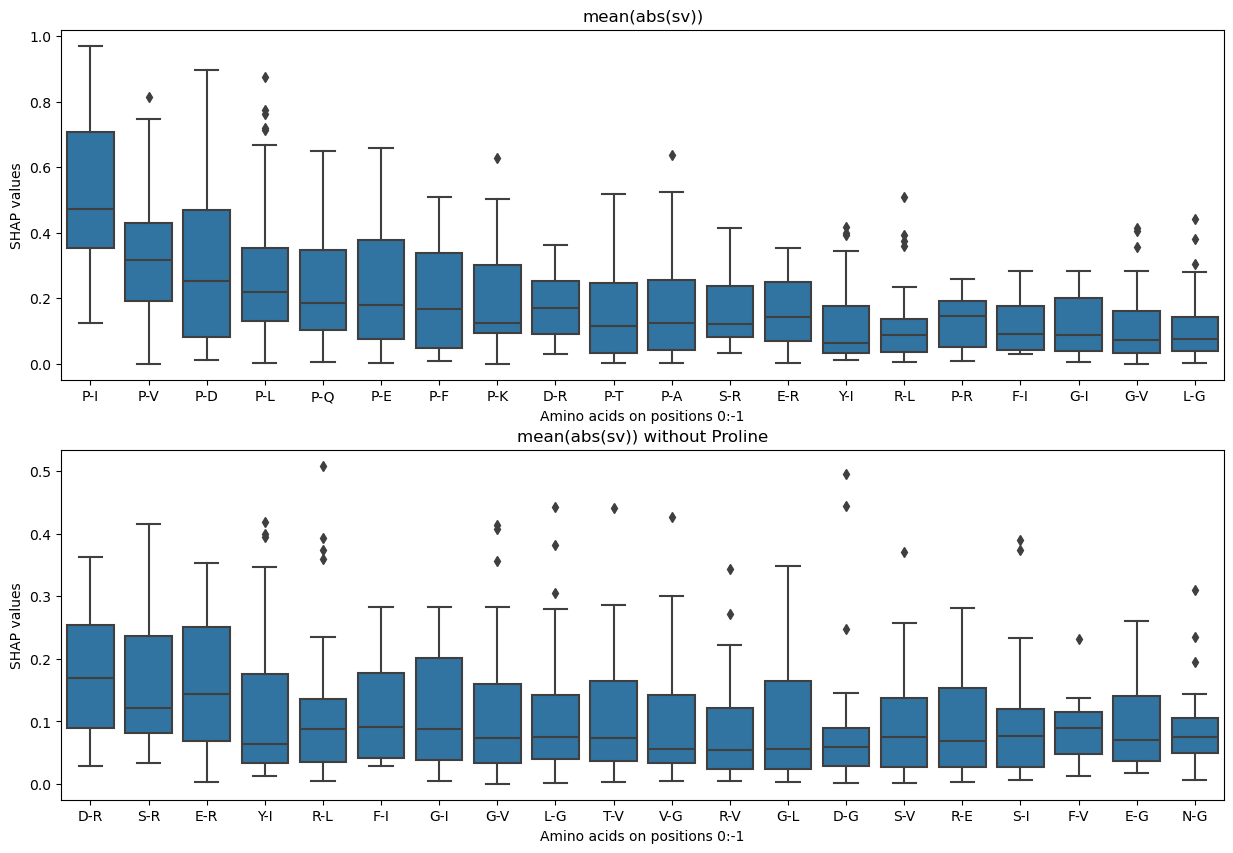 mean(abs(sv))
1.0
0.8
0.6
0.4
0.2
0.0
SHAP values
P-I P-V P-D P-L P-Q P-E P-F P-K D-R P-T P-A S-R E-R Y-I R-L P-R F-I G-I G-V L-G
Amino acids on positions 0:-1
mean(abs(sv)) without Proline
0.5
0.4
0.3
0.2
0.1
0.0
SHAP values
D-R S-R E-R Y-I R-L F-I G-I G-V L-G T-V V-G R-V G-L D-G S-V R-E S-I F-V E-G N-G
Amino acids on positions 0:-1